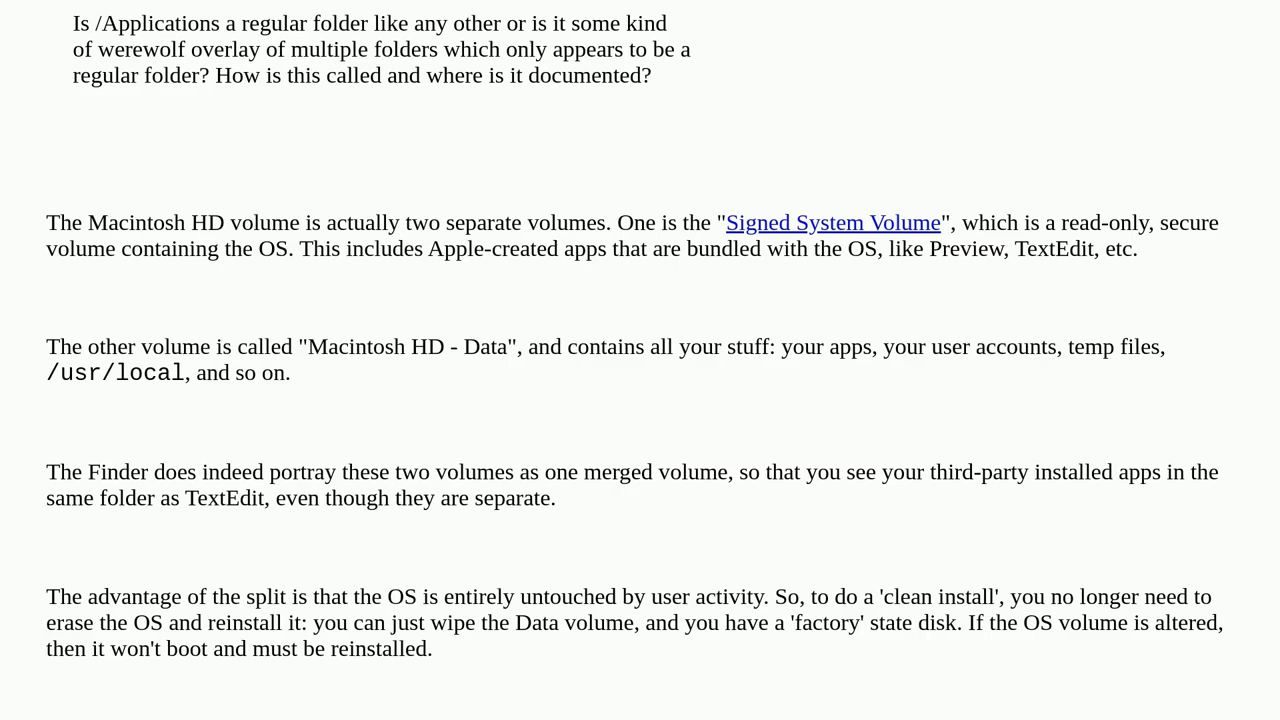 Is /Applications a regular folder like any other or is it some kind
of werewolf overlay of multiple folders which only appears to be a
regular folder? How is this called and where is it documented?
The Macintosh HD volume is actually two separate volumes. One is the "Signed System Volume", which is a read-only, secure
volume containing the OS. This includes Apple-created apps that are bundled with the OS, like Preview, TextEdit, etc.
The other volume is called "Macintosh HD - Data", and contains all your stuff: your apps, your user accounts, temp files,
/usr/local, and so on.
The Finder does indeed portray these two volumes as one merged volume, so that you see your third-party installed apps in the
same folder as TextEdit, even though they are separate.
The advantage of the split is that the OS is entirely untouched by user activity. So, to do a 'clean install', you no longer need to
erase the OS and reinstall it: you can just wipe the Data volume, and you have a 'factory' state disk. If the OS volume is altered,
then it won't boot and must be reinstalled.